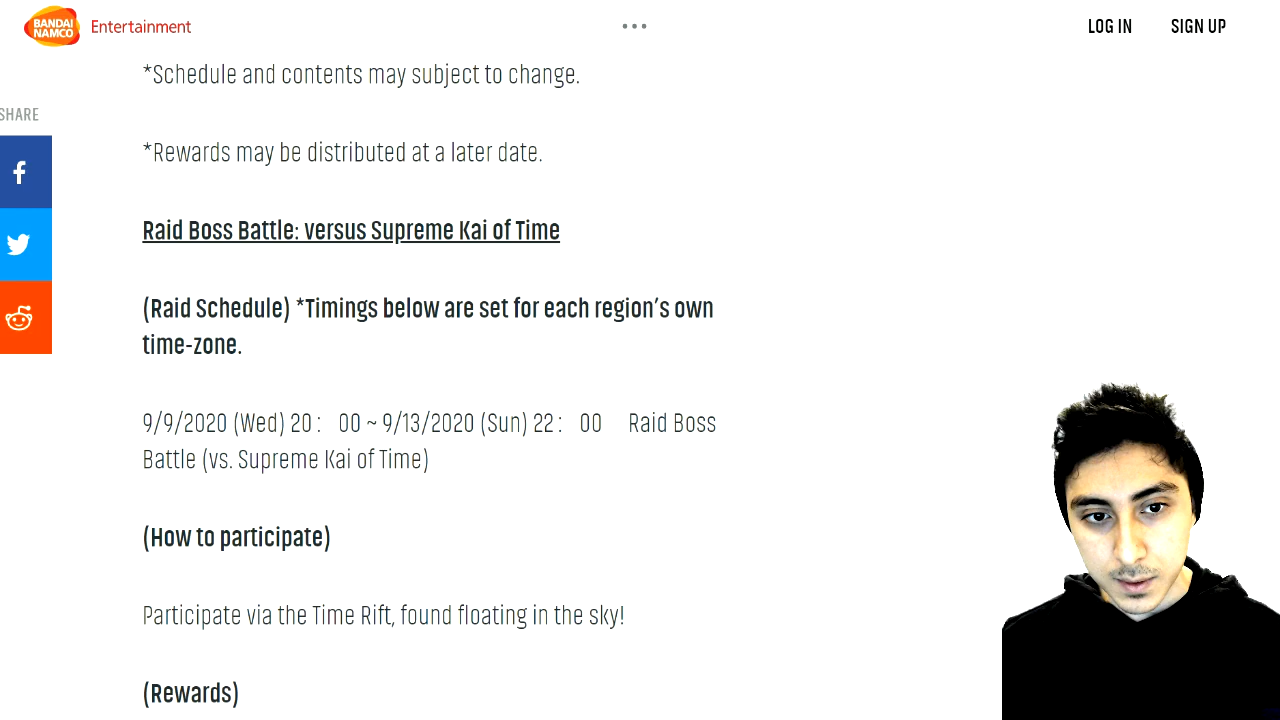 BANDAI
NAMCO
Entertainment
LOG IN
SIGN UP
*Schedule and contents may subject to change.
SHARE
*Rewards may be distributed at a later date.
Raid Boss Battle: versus Supreme Kai of Time
(Raid Schedule) *Timings below are set for each region’s own
time-zone.
9/9/2020 (Wed) 20 : 00 ~ 9/13/2020 (Sun) 22 : 00 Raid Boss
Battle (vs. Supreme Kai of Time)
(How to participate)
Participate via the Time Rift, found floating in the sky!
(Rewards)